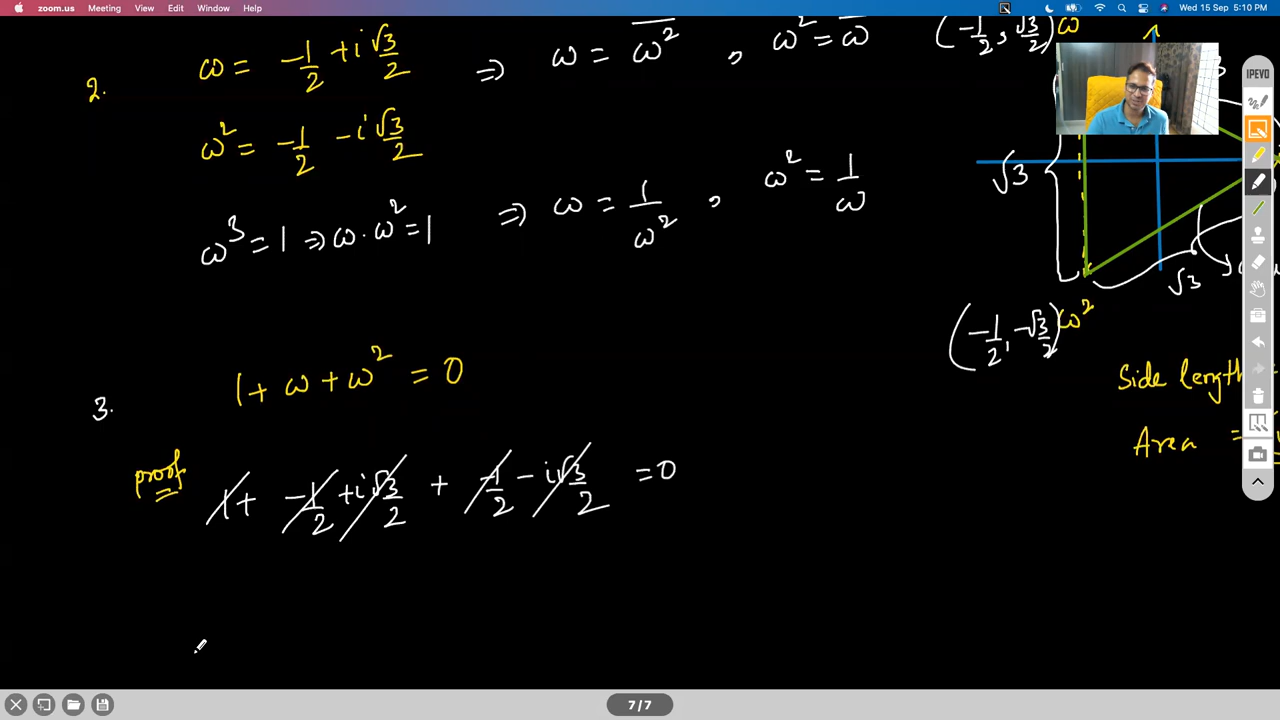 zoom.us Meeting View Edit Window Help Wed 15 Sep 5:10 PM
2. ω = -1/2 + i√3/2 ⇒ ω = \overline{ω²} , ω² = \overline{ω}
(-1/2, √3/2) ω
IPEVO
ω² = -1/2 - i√3/2
√3
ω³ = 1 ⇒ ω·ω² = 1 ⇒ ω = 1/ω² , ω² = 1/ω
√3
(-1/2, -√3/2) ω²
3. 1 + ω + ω² = 0
Side length
Area =
proof 1 + -1/2 + i√3/2 + -1/2 - i√3/2 = 0
7/7